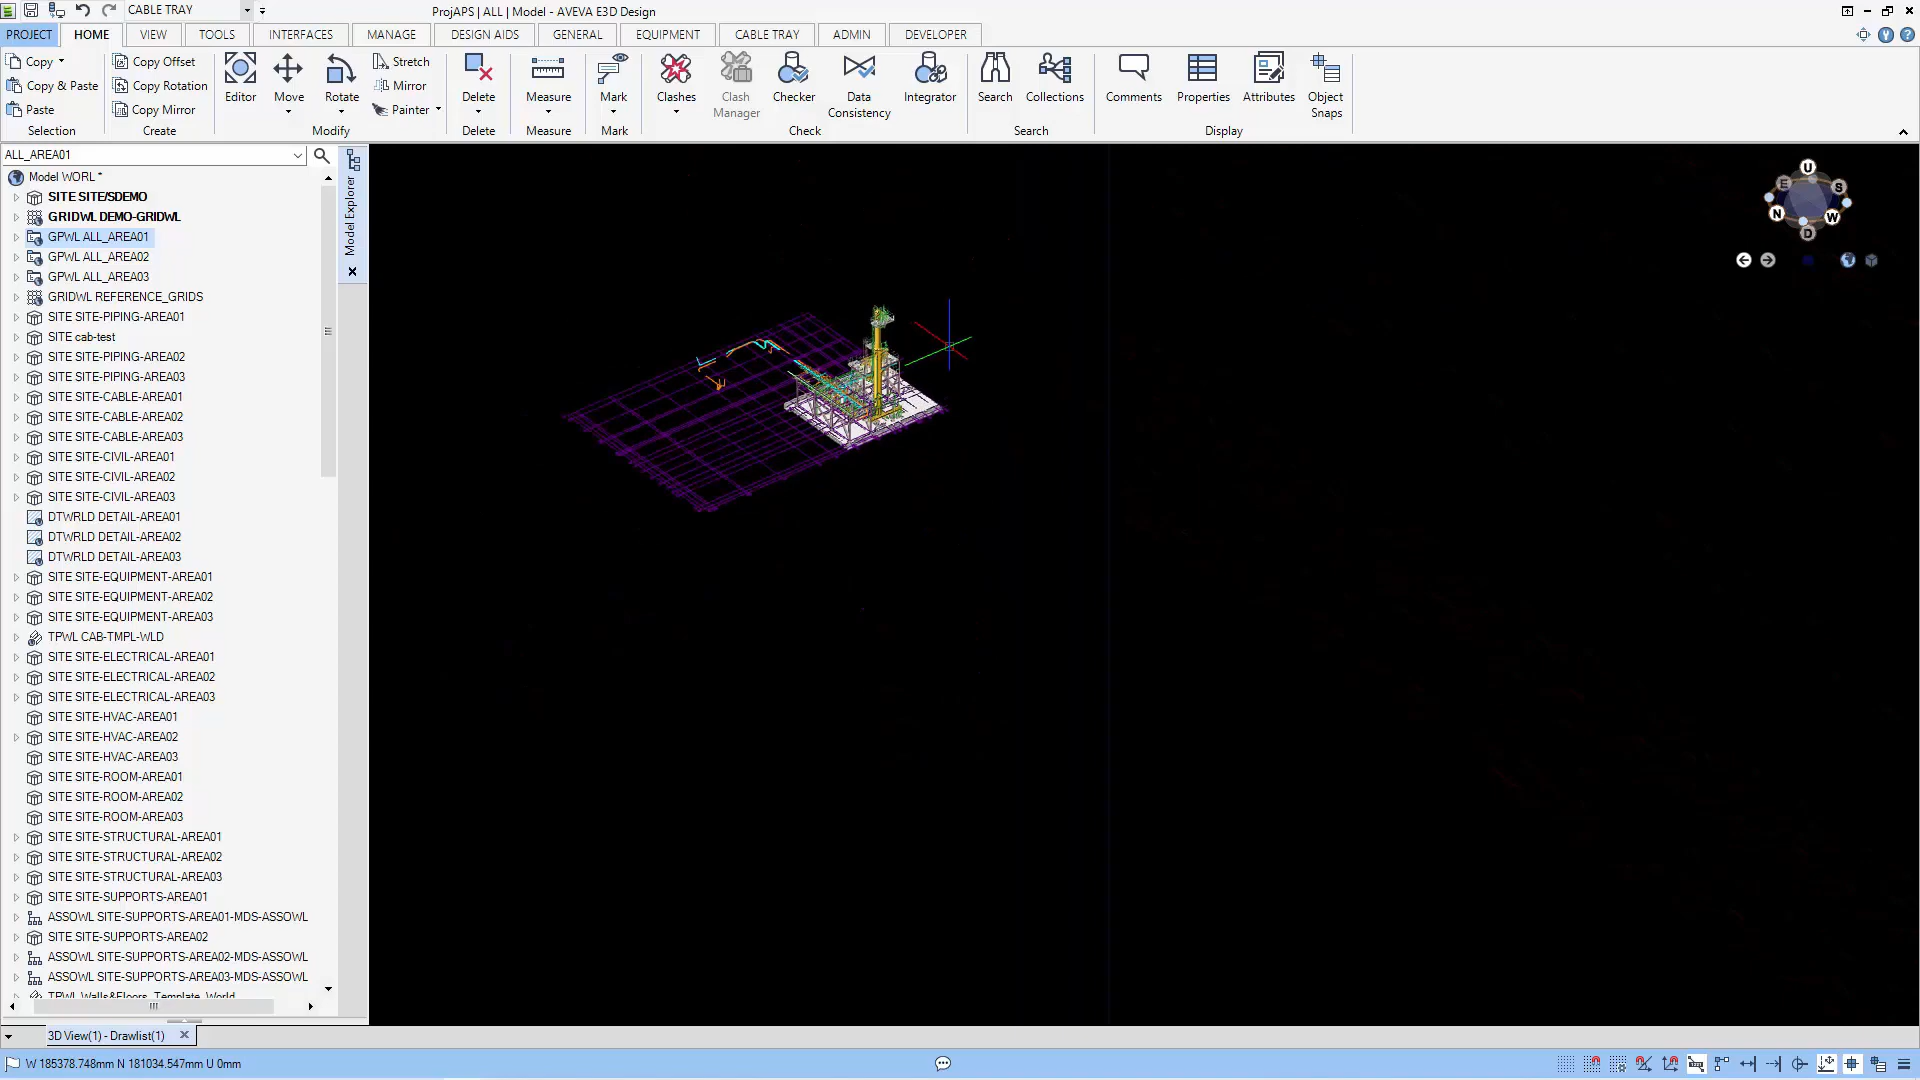 CABLE TRAY
ProjAPS | ALL | Model - AVEVA E3D Design
PROJECT HOME VIEW TOOLS INTERFACES MANAGE DESIGN AIDS GENERAL EQUIPMENT CABLE TRAY ADMIN DEVELOPER
Copy
Copy & Paste
Paste
Selection
Copy Offset
Copy Rotation
Copy Mirror
Create
Editor
Move
Rotate
Stretch
Mirror
Painter
Modify
Delete
Delete
Measure
Measure
Mark
Mark
Clashes
Clash Manager
Checker
Data Consistency
Integrator
Check
Search
Collections
Search
Comments
Properties
Attributes
Object Snaps
Display
ALL_AREA01
Model Explorer
Model WORL *
SITE SITE/SDEMO
GRIDWL DEMO-GRIDWL
GPWL ALL_AREA01
GPWL ALL_AREA02
GPWL ALL_AREA03
GRIDWL REFERENCE_GRIDS
SITE SITE-PIPING-AREA01
SITE cab-test
SITE SITE-PIPING-AREA02
SITE SITE-PIPING-AREA03
SITE SITE-CABLE-AREA01
SITE SITE-CABLE-AREA02
SITE SITE-CABLE-AREA03
SITE SITE-CIVIL-AREA01
SITE SITE-CIVIL-AREA02
SITE SITE-CIVIL-AREA03
DTWRLD DETAIL-AREA01
DTWRLD DETAIL-AREA02
DTWRLD DETAIL-AREA03
SITE SITE-EQUIPMENT-AREA01
SITE SITE-EQUIPMENT-AREA02
SITE SITE-EQUIPMENT-AREA03
TPWL CAB-TMPL-WLD
SITE SITE-ELECTRICAL-AREA01
SITE SITE-ELECTRICAL-AREA02
SITE SITE-ELECTRICAL-AREA03
SITE SITE-HVAC-AREA01
SITE SITE-HVAC-AREA02
SITE SITE-HVAC-AREA03
SITE SITE-ROOM-AREA01
SITE SITE-ROOM-AREA02
SITE SITE-ROOM-AREA03
SITE SITE-STRUCTURAL-AREA01
SITE SITE-STRUCTURAL-AREA02
SITE SITE-STRUCTURAL-AREA03
SITE SITE-SUPPORTS-AREA01
ASSOWL SITE-SUPPORTS-AREA01-MDS-ASSOWL
SITE SITE-SUPPORTS-AREA02
ASSOWL SITE-SUPPORTS-AREA02-MDS-ASSOWL
ASSOWL SITE-SUPPORTS-AREA03-MDS-ASSOWL
TPWL Walls&Floors_Template_World
U
E
S
N
W
D
3D View(1) - Drawlist(1)
W 185378.748mm N 181034.547mm U 0mm